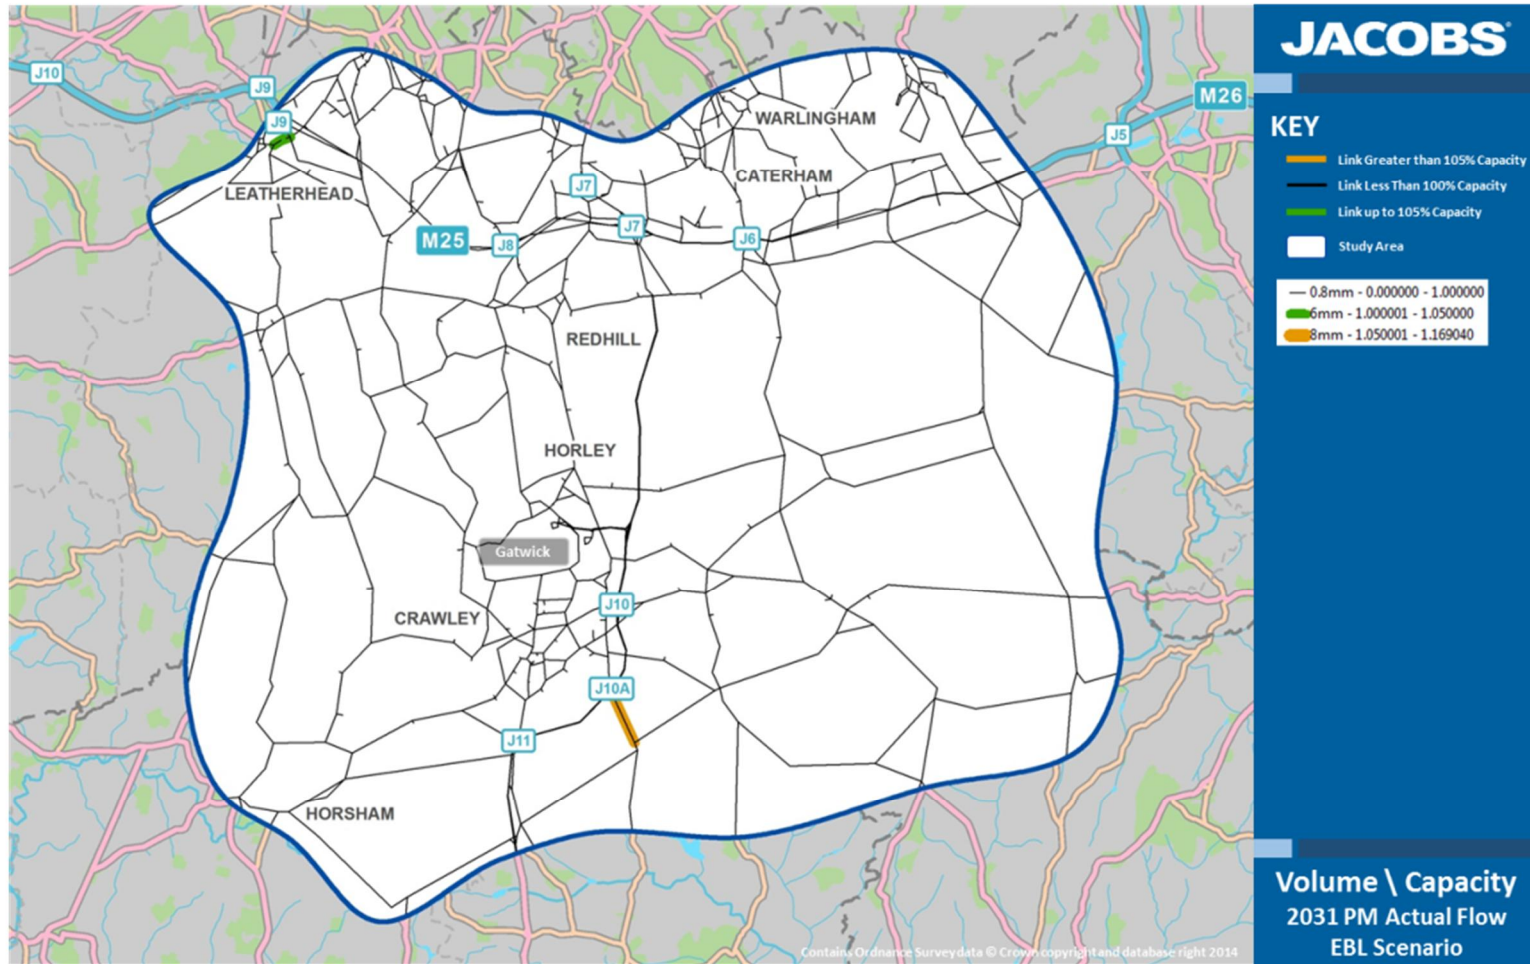 JACOBS
J10
J9
J9
M26
J5
WARLINGHAM
CATERHAM
LEATHERHEAD
J7
M25
J8
J7
J6
REDHILL
HORLEY
Gatwick
CRAWLEY
J10
J10A
J11
HORSHAM
Contains Ordnance Survey data © Crown copyright and database right 2014
KEY
Link Greater than 105% Capacity
Link Less Than 100% Capacity
Link up to 105% Capacity
Study Area
0.8mm - 0.000000 - 1.000000
6mm - 1.000001 - 1.050000
8mm - 1.050001 - 1.169040
Volume \ Capacity
2031 PM Actual Flow
EBL Scenario